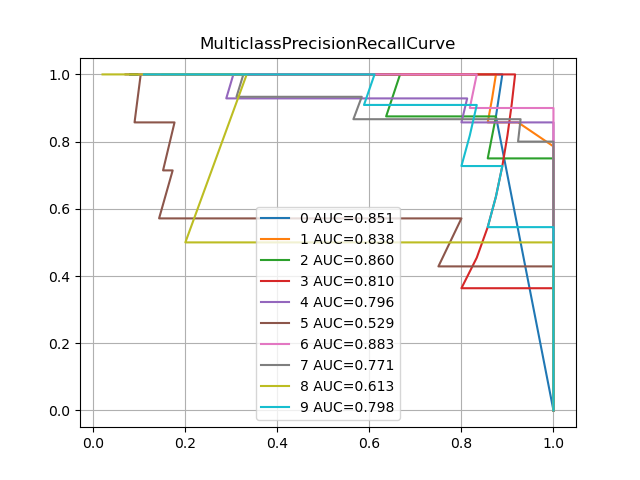 MulticlassPrecisionRecallCurve
1.0
0.8
0.6
0.4
0.2
0.0
0 AUC=0.851
1 AUC=0.838
2 AUC=0.860
3 AUC=0.810
4 AUC=0.796
5 AUC=0.529
6 AUC=0.883
7 AUC=0.771
8 AUC=0.613
9 AUC=0.798
0.0 0.2 0.4 0.6 0.8 1.0